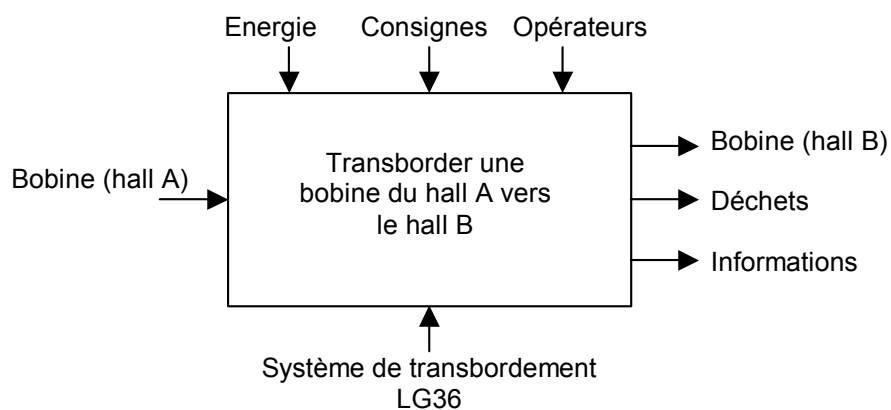 Energie
Consignes
Opérateurs
Bobine (hall A)
Transborder une
bobine du hall A vers
le hall B
Bobine (hall B)
Déchets
Informations
Système de transbordement
LG36